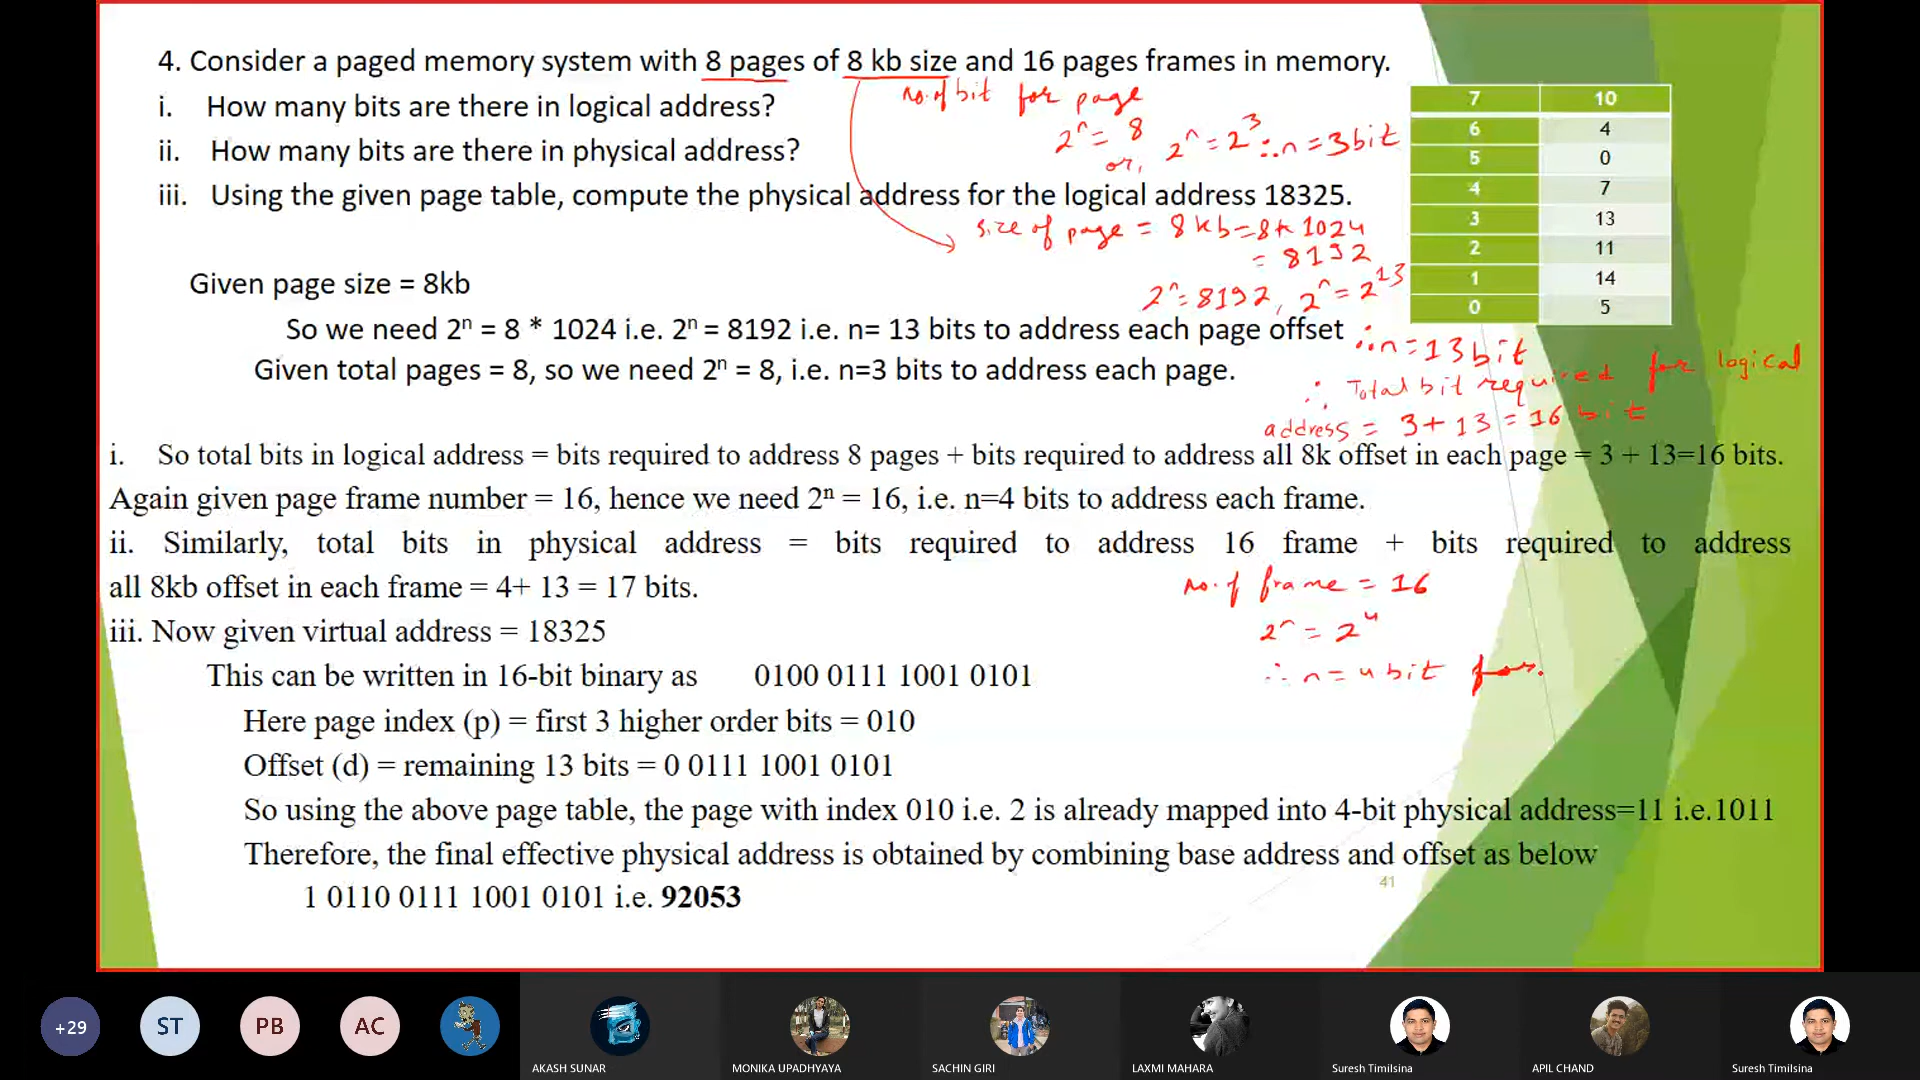 4. Consider a paged memory system with 8 pages of 8 kb size and 16 pages frames in memory.
no. of bit for page
i. How many bits are there in logical address?
2ⁿ = 8
or, 2ⁿ = 2³ ∴ n = 3 bit
ii. How many bits are there in physical address?
iii. Using the given page table, compute the physical address for the logical address 18325.
7 10
6 4
5 0
4 7
3 13
2 11
1 14
0 5
size of page = 8 kb = 8 * 1024
= 8192
2ⁿ = 8192, 2ⁿ = 2¹³
∴ n = 13 bit
∴ Total bit required for logical
address = 3 + 13 = 16 bit
Given page size = 8kb
So we need 2ⁿ = 8 * 1024 i.e. 2ⁿ = 8192 i.e. n= 13 bits to address each page offset
Given total pages = 8, so we need 2ⁿ = 8, i.e. n=3 bits to address each page.
i. So total bits in logical address = bits required to address 8 pages + bits required to address all 8k offset in each page = 3 + 13=16 bits.
Again given page frame number = 16, hence we need 2ⁿ = 16, i.e. n=4 bits to address each frame.
ii. Similarly, total bits in physical address = bits required to address 16 frame + bits required to address
all 8kb offset in each frame = 4+ 13 = 17 bits.
no. of frame = 16
2ⁿ = 2⁴
∴ n = 4 bit for
iii. Now given virtual address = 18325
This can be written in 16-bit binary as 0100 0111 1001 0101
Here page index (p) = first 3 higher order bits = 010
Offset (d) = remaining 13 bits = 0 0111 1001 0101
So using the above page table, the page with index 010 i.e. 2 is already mapped into 4-bit physical address=11 i.e.1011
Therefore, the final effective physical address is obtained by combining base address and offset as below
41
1 0110 0111 1001 0101 i.e. 92053
+29
ST
PB
AC
AKASH SUNAR
MONIKA UPADHYAYA
SACHIN GIRI
LAXMI MAHARA
Suresh Timilsina
APIL CHAND
Suresh Timilsina